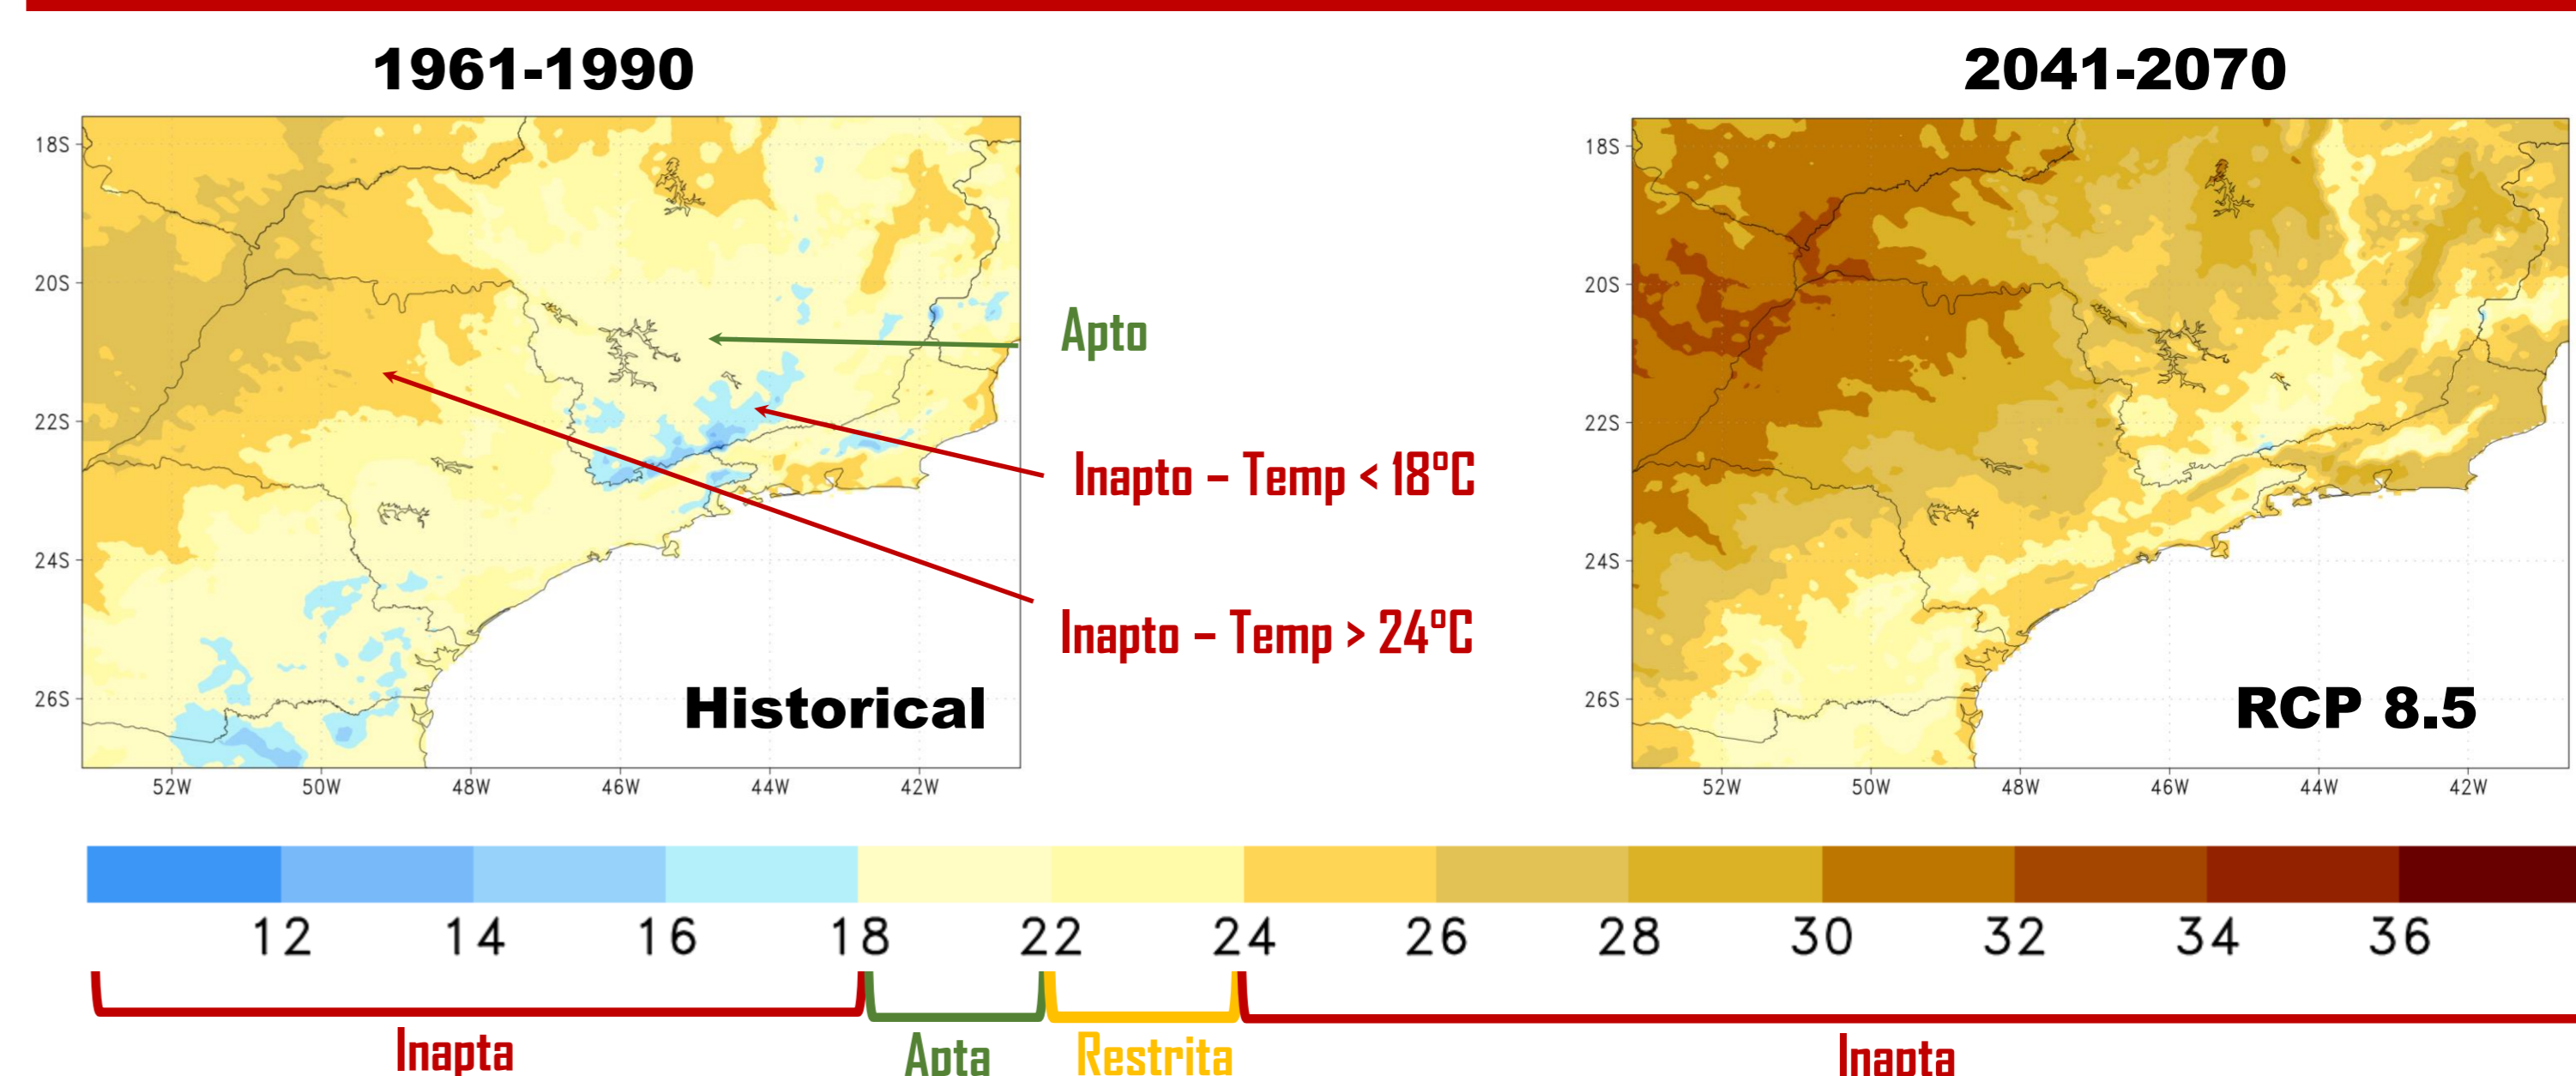 1961-1990
2041-2070
18S
20S
22S
24S
26S
52W 50W 48W 46W 44W 42W
Historical
Apto
Inapto – Temp < 18ºC
Inapto – Temp > 24ºC
18S
20S
22S
24S
26S
52W 50W 48W 46W 44W 42W
RCP 8.5
12 14 16 18 22 24 26 28 30 32 34 36
Inapta Apta Restrita Inapta